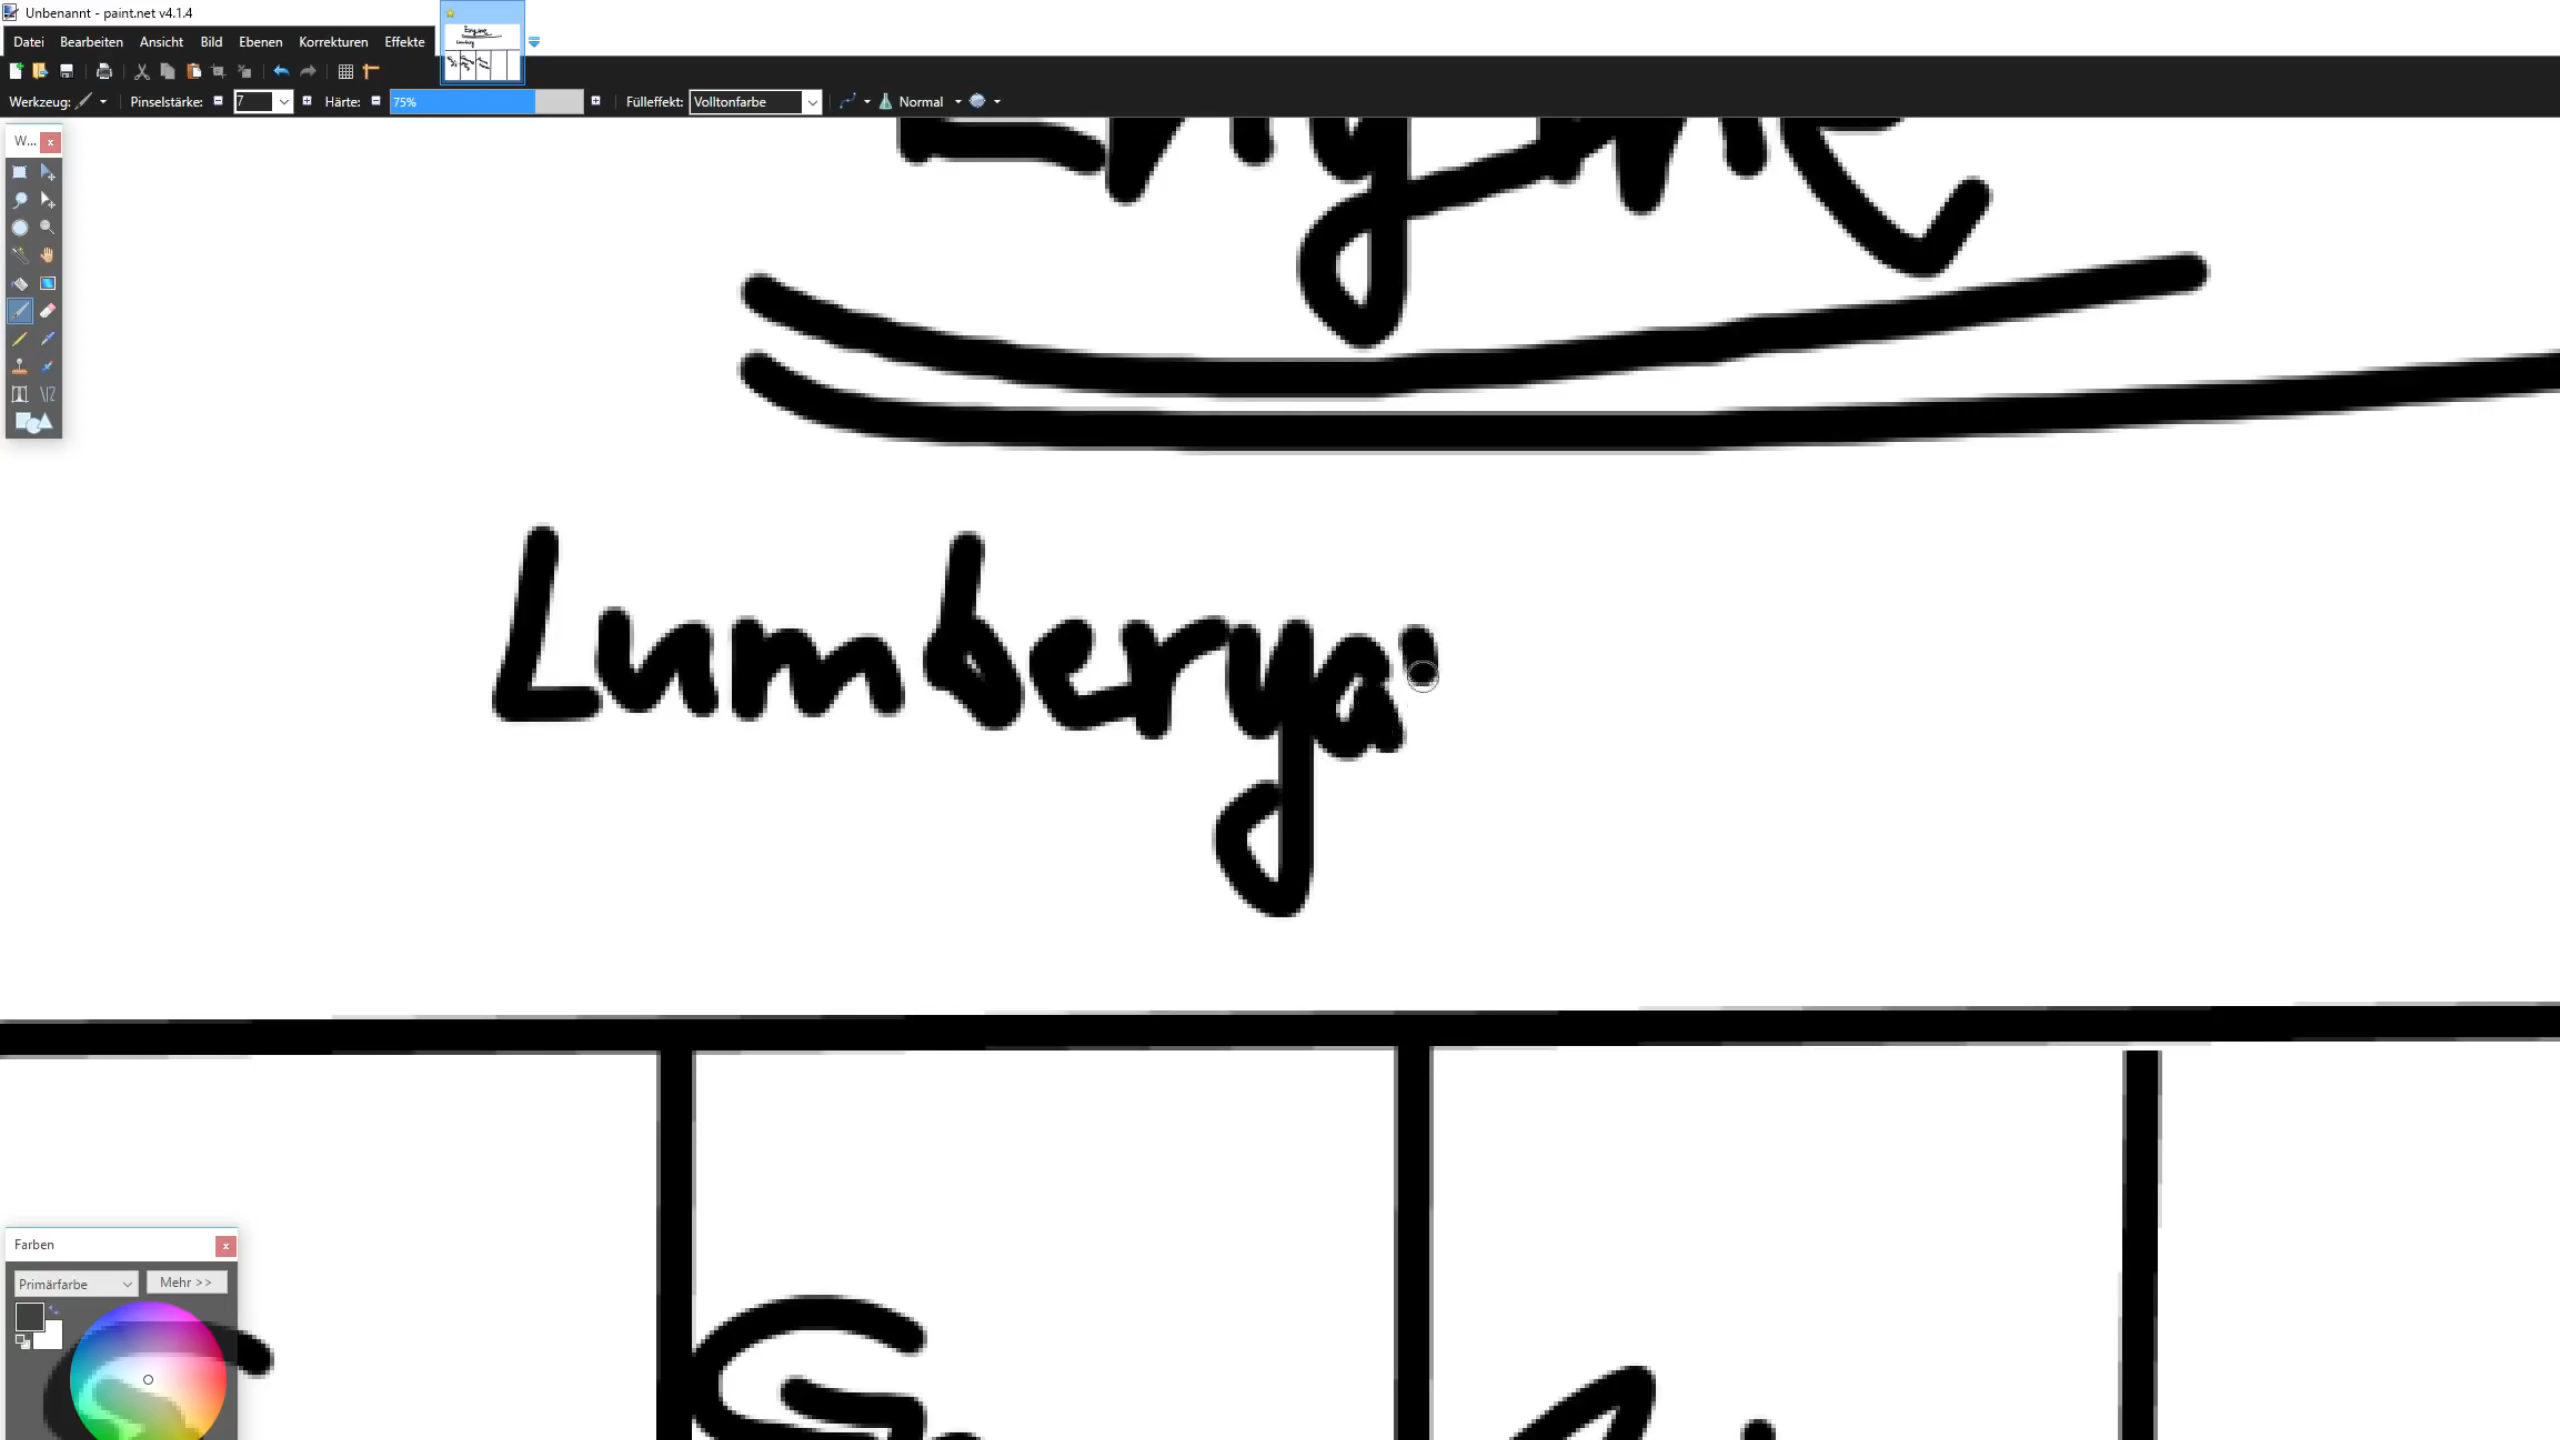 Unbenannt - paint.net v4.1.4
Datei Bearbeiten Ansicht Bild Ebenen Korrekturen Effekte
Werkzeug: Pinselstärke: 7 Härte: 75% Fülleffekt: Volltonfarbe Normal
W...
Engine
Lumberya
Farben
Primärfarbe Mehr >>